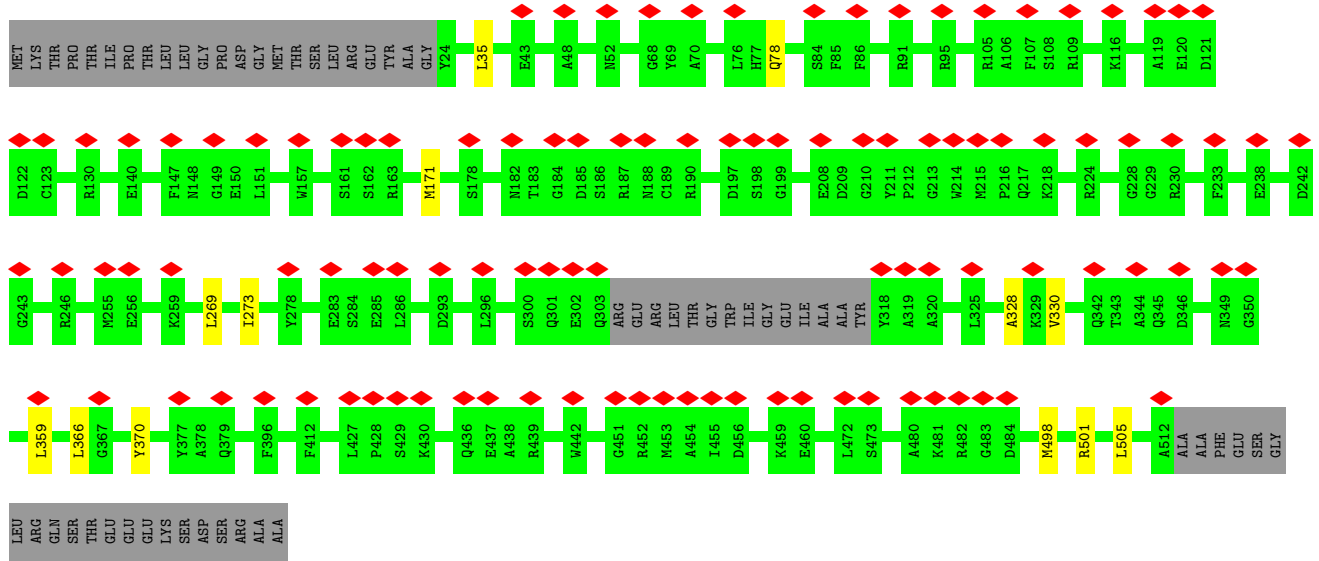 MET LYS THR PRO THR ILE PRO THR LEU LEU GLY PRO ASP GLY MET THR SER LEU ARG GLU TYR ALA GLY Y24 L35 E43 A48 N52 G68 Y69 A70 L76 H77 Q78 S84 F85 F86 R91 R95 R105 A106 F107 S108 R109 K116 A119 E120 D121
D122 C123 R130 E140 F147 N148 G149 E150 L151 W157 S161 S162 R163 M171 S178 N182 T183 G184 D185 S186 R187 N188 C189 R190 D197 S198 G199 E208 D209 G210 Y211 P212 G213 W214 M215 P216 Q217 K218 R224 G228 G229 R230 F233 E238 D242
G243 R246 M255 E256 K259 L269 I273 Y278 E283 S284 E285 L286 D293 L296 S300 Q301 E302 Q303 ARG GLU ARG LEU THR GLY TRP ILE GLY GLU ILE ALA ALA TYR Y318 A319 A320 L325 A328 K329 V330 Q342 T343 A344 Q345 D346 N349 G350
L359 L366 G367 Y370 Y377 A378 Q379 F396 F412 L427 P428 S429 K430 Q436 E437 A438 R439 W442 G451 R452 M453 A454 I455 D456 K459 E460 L472 S473 A480 K481 R482 G483 D484 M498 R501 L505 A512 ALA ALA PHE GLU SER GLY
LEU ARG GLN SER THR GLU GLU GLU LYS SER ASP SER ARG ALA ALA